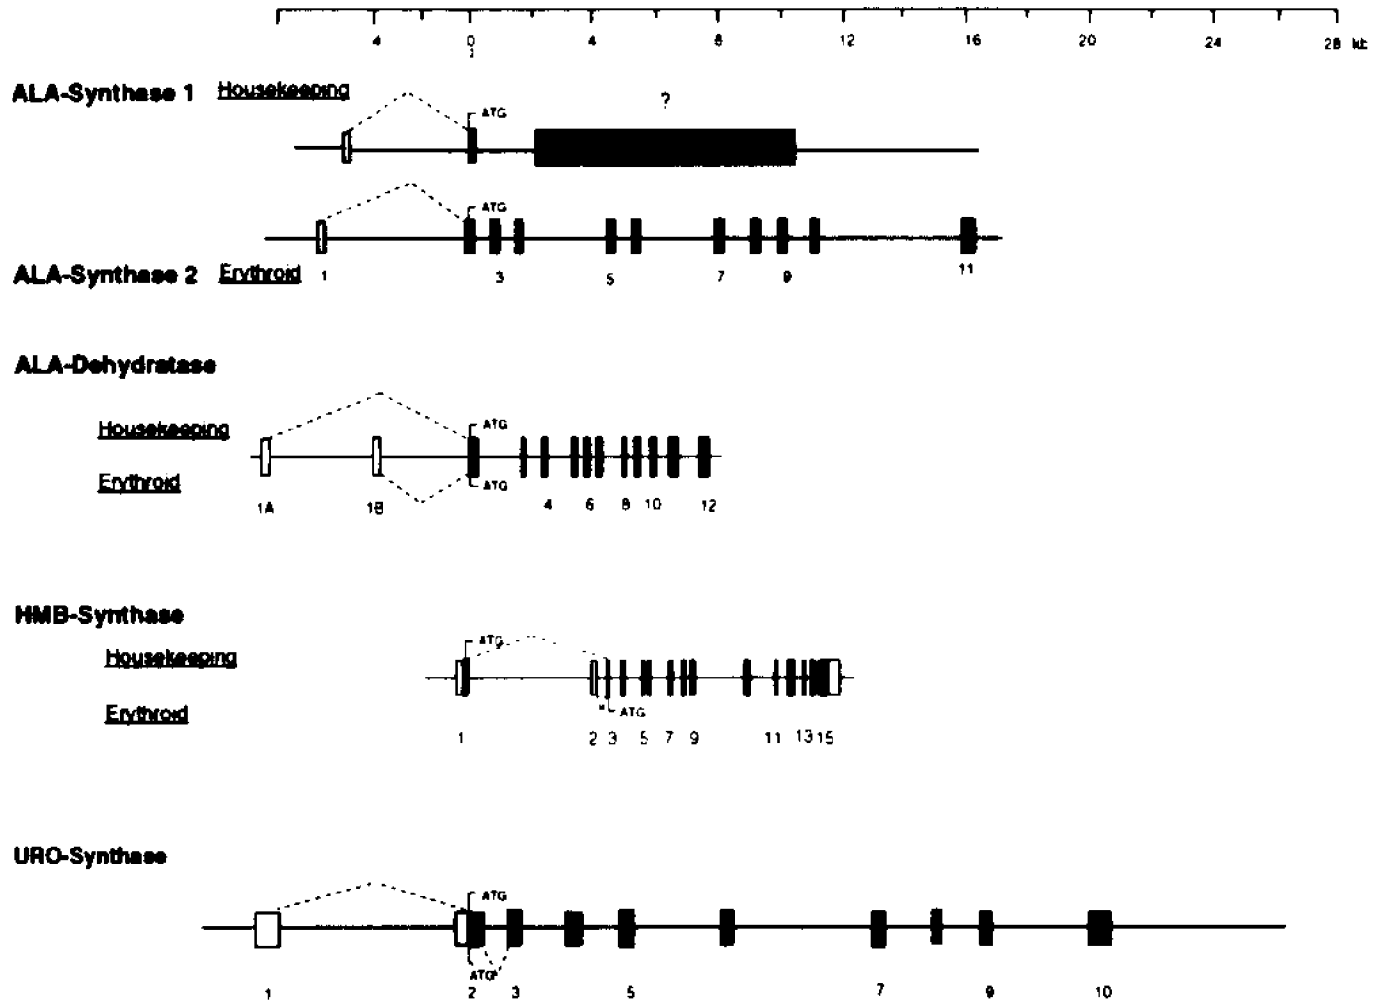 4 0 4 8 12 16 20 24 28 kb
ALA-Synthase 1 Housekeeping
?
ATG
ATG
ALA-Synthase 2 Erythroid 1 3 5 7 9 11
ALA-Dehydratase
ATG
Housekeeping
Erythroid
ATG
1A 1B 4 6 8 10 12
HMB-Synthase
ATG
Housekeeping
Erythroid
* ATG
1 2 3 5 7 9 11 13 15
URO-Synthase
ATG
ATG
1 2 3 5 7 9 10